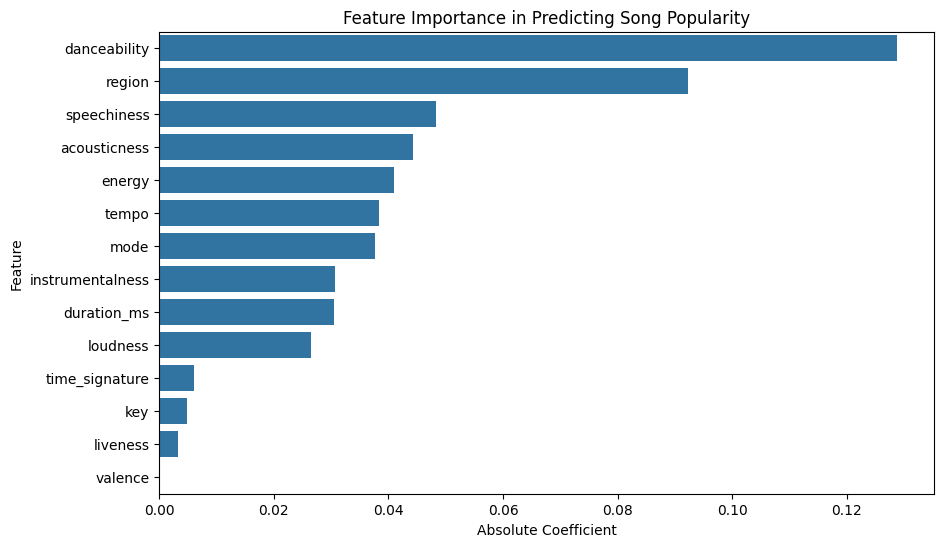 Feature Importance in Predicting Song Popularity
Feature
danceability
region
speechiness
acousticness
energy
tempo
mode
instrumentalness
duration_ms
loudness
time_signature
key
liveness
valence
0.00 0.02 0.04 0.06 0.08 0.10 0.12
Absolute Coefficient